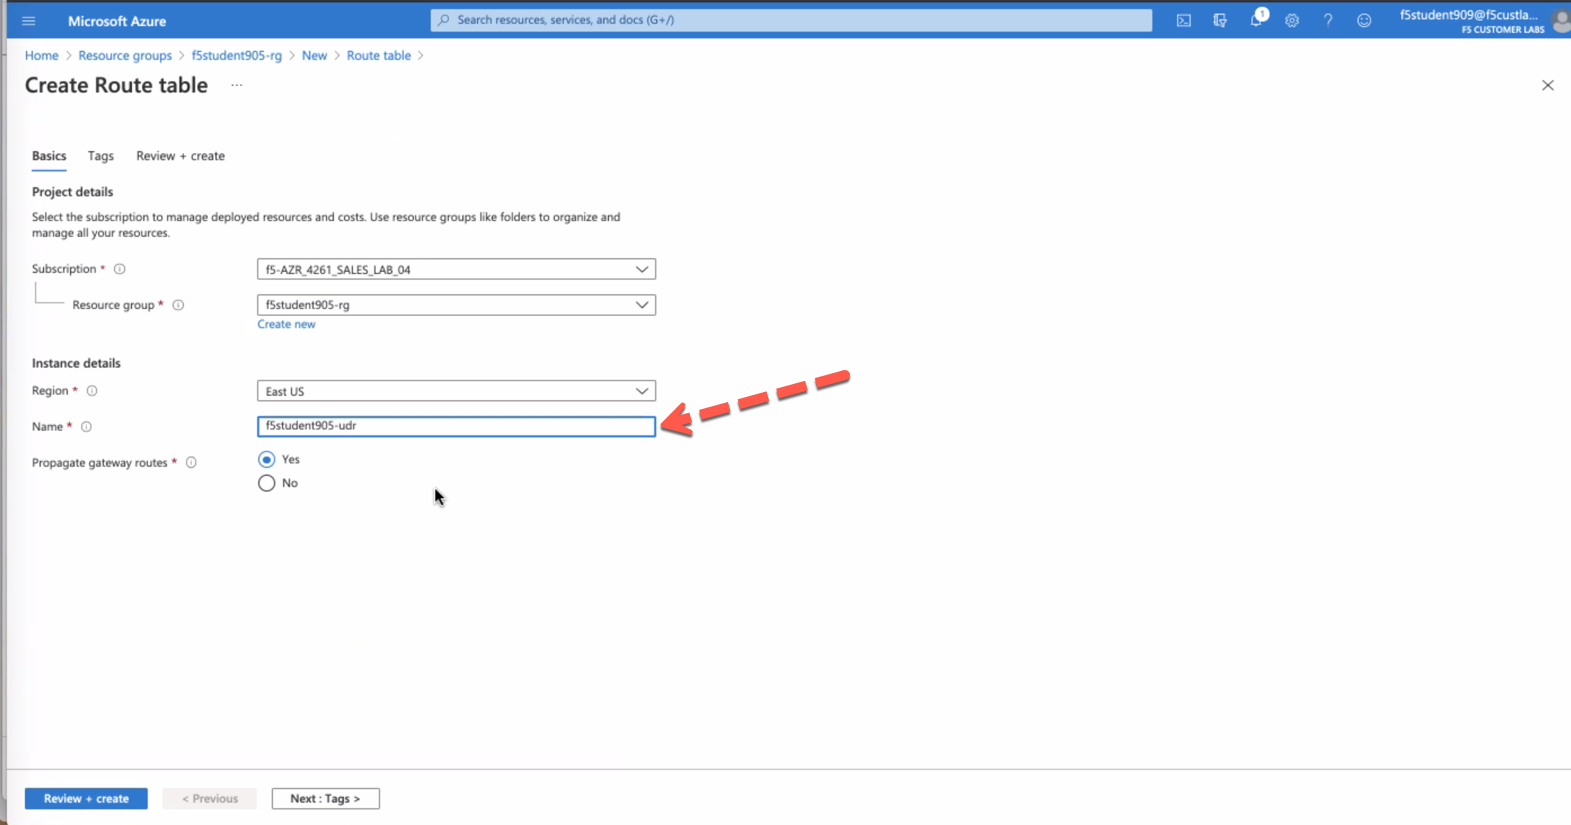 Microsoft Azure
Search resources, services, and docs (G+/)
1
f5student909@f5custla...
F5 CUSTOMER LABS
Home > Resource groups > f5student905-rg > New > Route table >
Create Route table ...
Basics Tags Review + create
Project details
Select the subscription to manage deployed resources and costs. Use resource groups like folders to organize and
manage all your resources.
Subscription *
f5-AZR_4261_SALES_LAB_04
Resource group *
f5student905-rg
Create new
Instance details
Region *
East US
Name *
f5student905-udr
Propagate gateway routes *
Yes
No
Review + create
< Previous
Next : Tags >